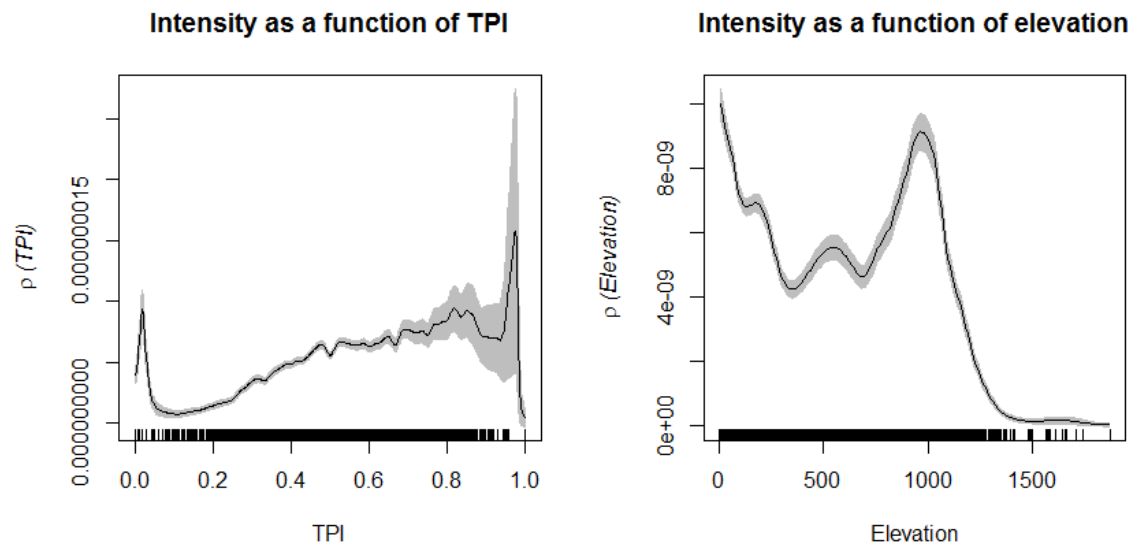 Intensity as a function of TPI
ρ (TPI)
0.000000015
0.000000000
0.0 0.2 0.4 0.6 0.8 1.0
TPI
Intensity as a function of elevation
ρ (Elevation)
8e-09
4e-09
0e+00
0 500 1000 1500
Elevation